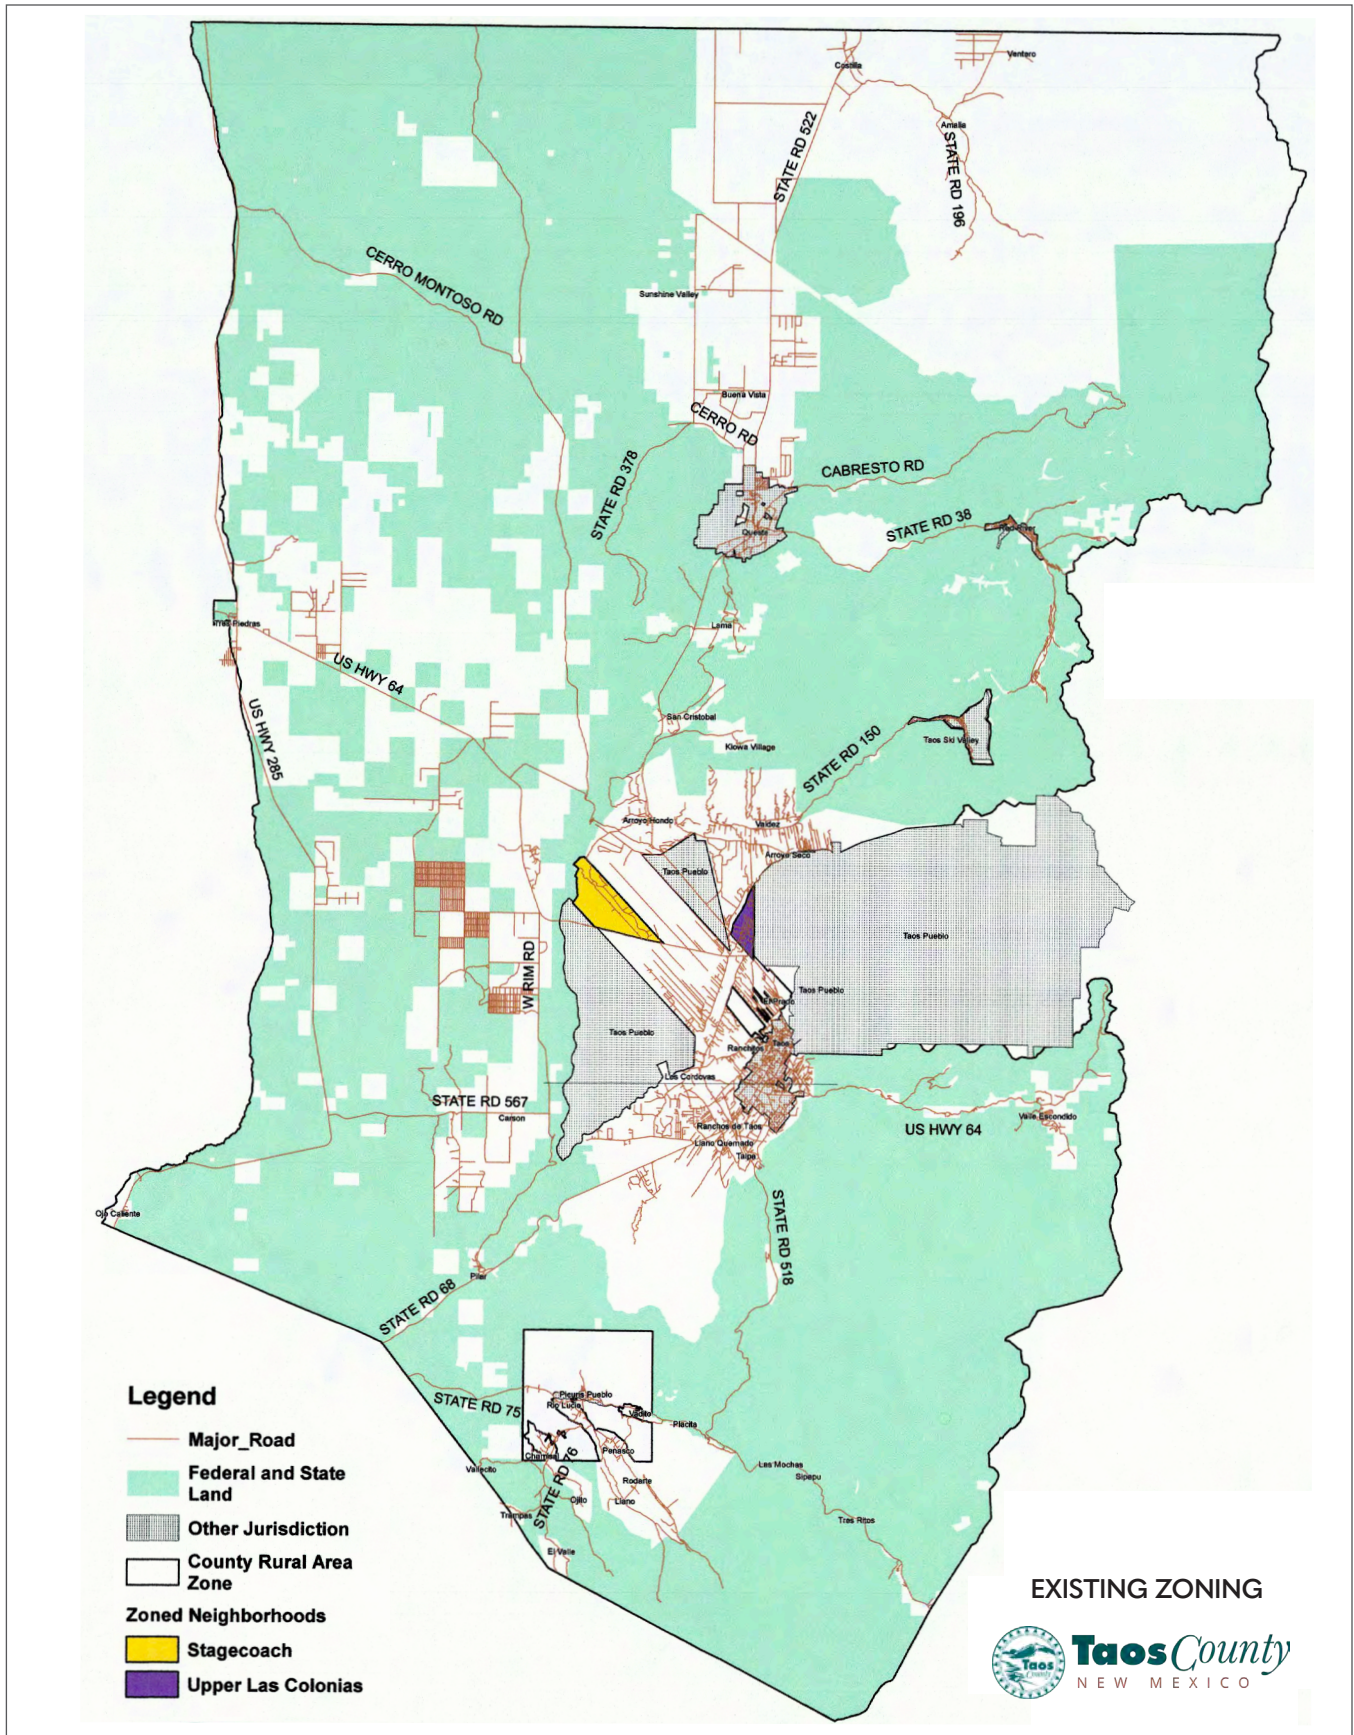 Ventero
Costilla
Amalia
STATE RD 522
STATE RD 196
CERRO MONTOSO RD
Sunshine Valley
Buena Vista
CERRO RD
STATE RD 378
CABRESTO RD
STATE RD 38
Questa
Red River
Tres Piedras
Lama
US HWY 64
US HWY 285
San Cristobal
Kiowa Village
STATE RD 150
Taos Ski Valley
Arroyo Hondo
Valdez
Arroyo Seco
Taos Pueblo
Taos Pueblo
W RIM RD
Taos Pueblo
El Prado
Taos Pueblo
Ranchitos
Taos
Los Cordovas
STATE RD 567
Carson
Ranchos de Taos
Llano Quemado
Talpa
US HWY 64
Valle Escondido
Ojo Caliente
STATE RD 518
Pilar
STATE RD 68
STATE RD 75
Picuris Pueblo
Rio Lucio
Vadito
Placita
Chamisal
Penasco
STATE RD 76
Vallecito
Las Mochas
Sipapu
Rodarte
Ojito
Llano
Trampas
Tres Ritos
El Valle
Legend
Major_Road
Federal and State
Land
Other Jurisdiction
County Rural Area
Zone
Zoned Neighborhoods
Stagecoach
Upper Las Colonias
EXISTING ZONING
Taos
County
Taos County
NEW MEXICO